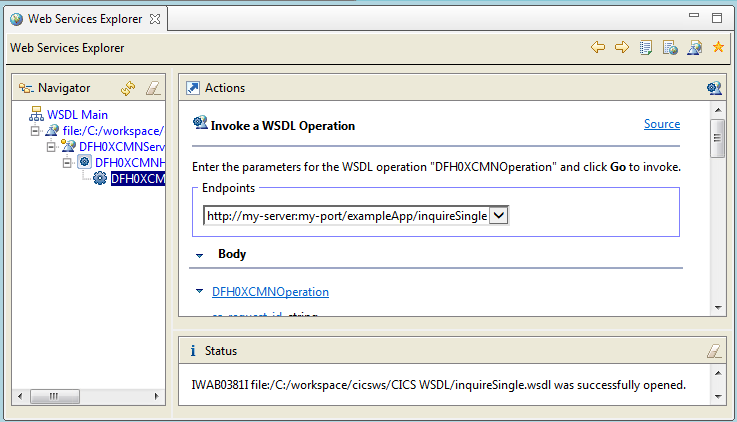 Web Services Explorer
Web Services Explorer
Navigator
WSDL Main
file:/C:/workspace/
DFH0XCMNServ
DFH0XCMNH
DFH0XCM
Actions
Invoke a WSDL Operation
Source
Enter the parameters for the WSDL operation "DFH0XCMNOperation" and click Go to invoke.
Endpoints
http://my-server:my-port/exampleApp/inquireSingle
Body
DFH0XCMNOperation
Status
IWAB0381I file:/C:/workspace/cicsws/CICS WSDL/inquireSingle.wsdl was successfully opened.